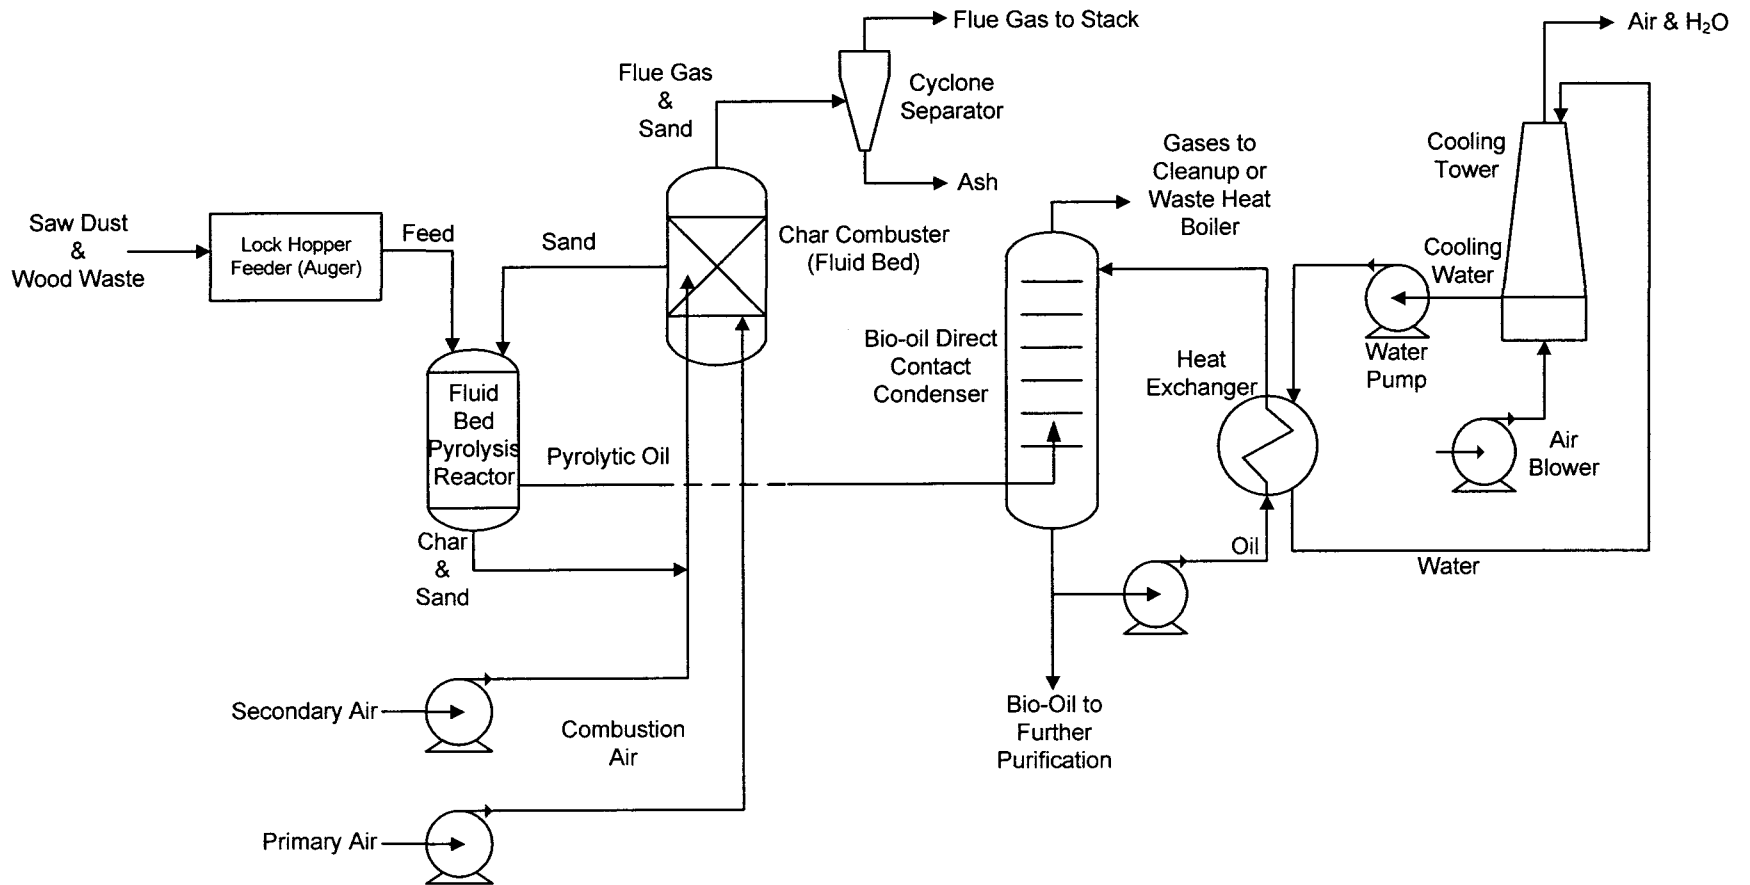 Flue Gas to Stack
Air & H₂O
Flue Gas
&
Sand
Cyclone
Separator
Ash
Gases to
Cleanup or
Waste Heat
Boiler
Cooling
Tower
Saw Dust
&
Wood Waste
Lock Hopper
Feeder (Auger)
Feed
Sand
Char Combuster
(Fluid Bed)
Cooling
Water
Bio-oil Direct
Contact
Condenser
Heat
Exchanger
Water
Pump
Fluid
Bed
Pyrolysis
Reactor
Pyrolytic Oil
Air
Blower
Char
&
Sand
Oil
Water
Secondary Air
Combustion
Air
Bio-Oil to
Further
Purification
Primary Air